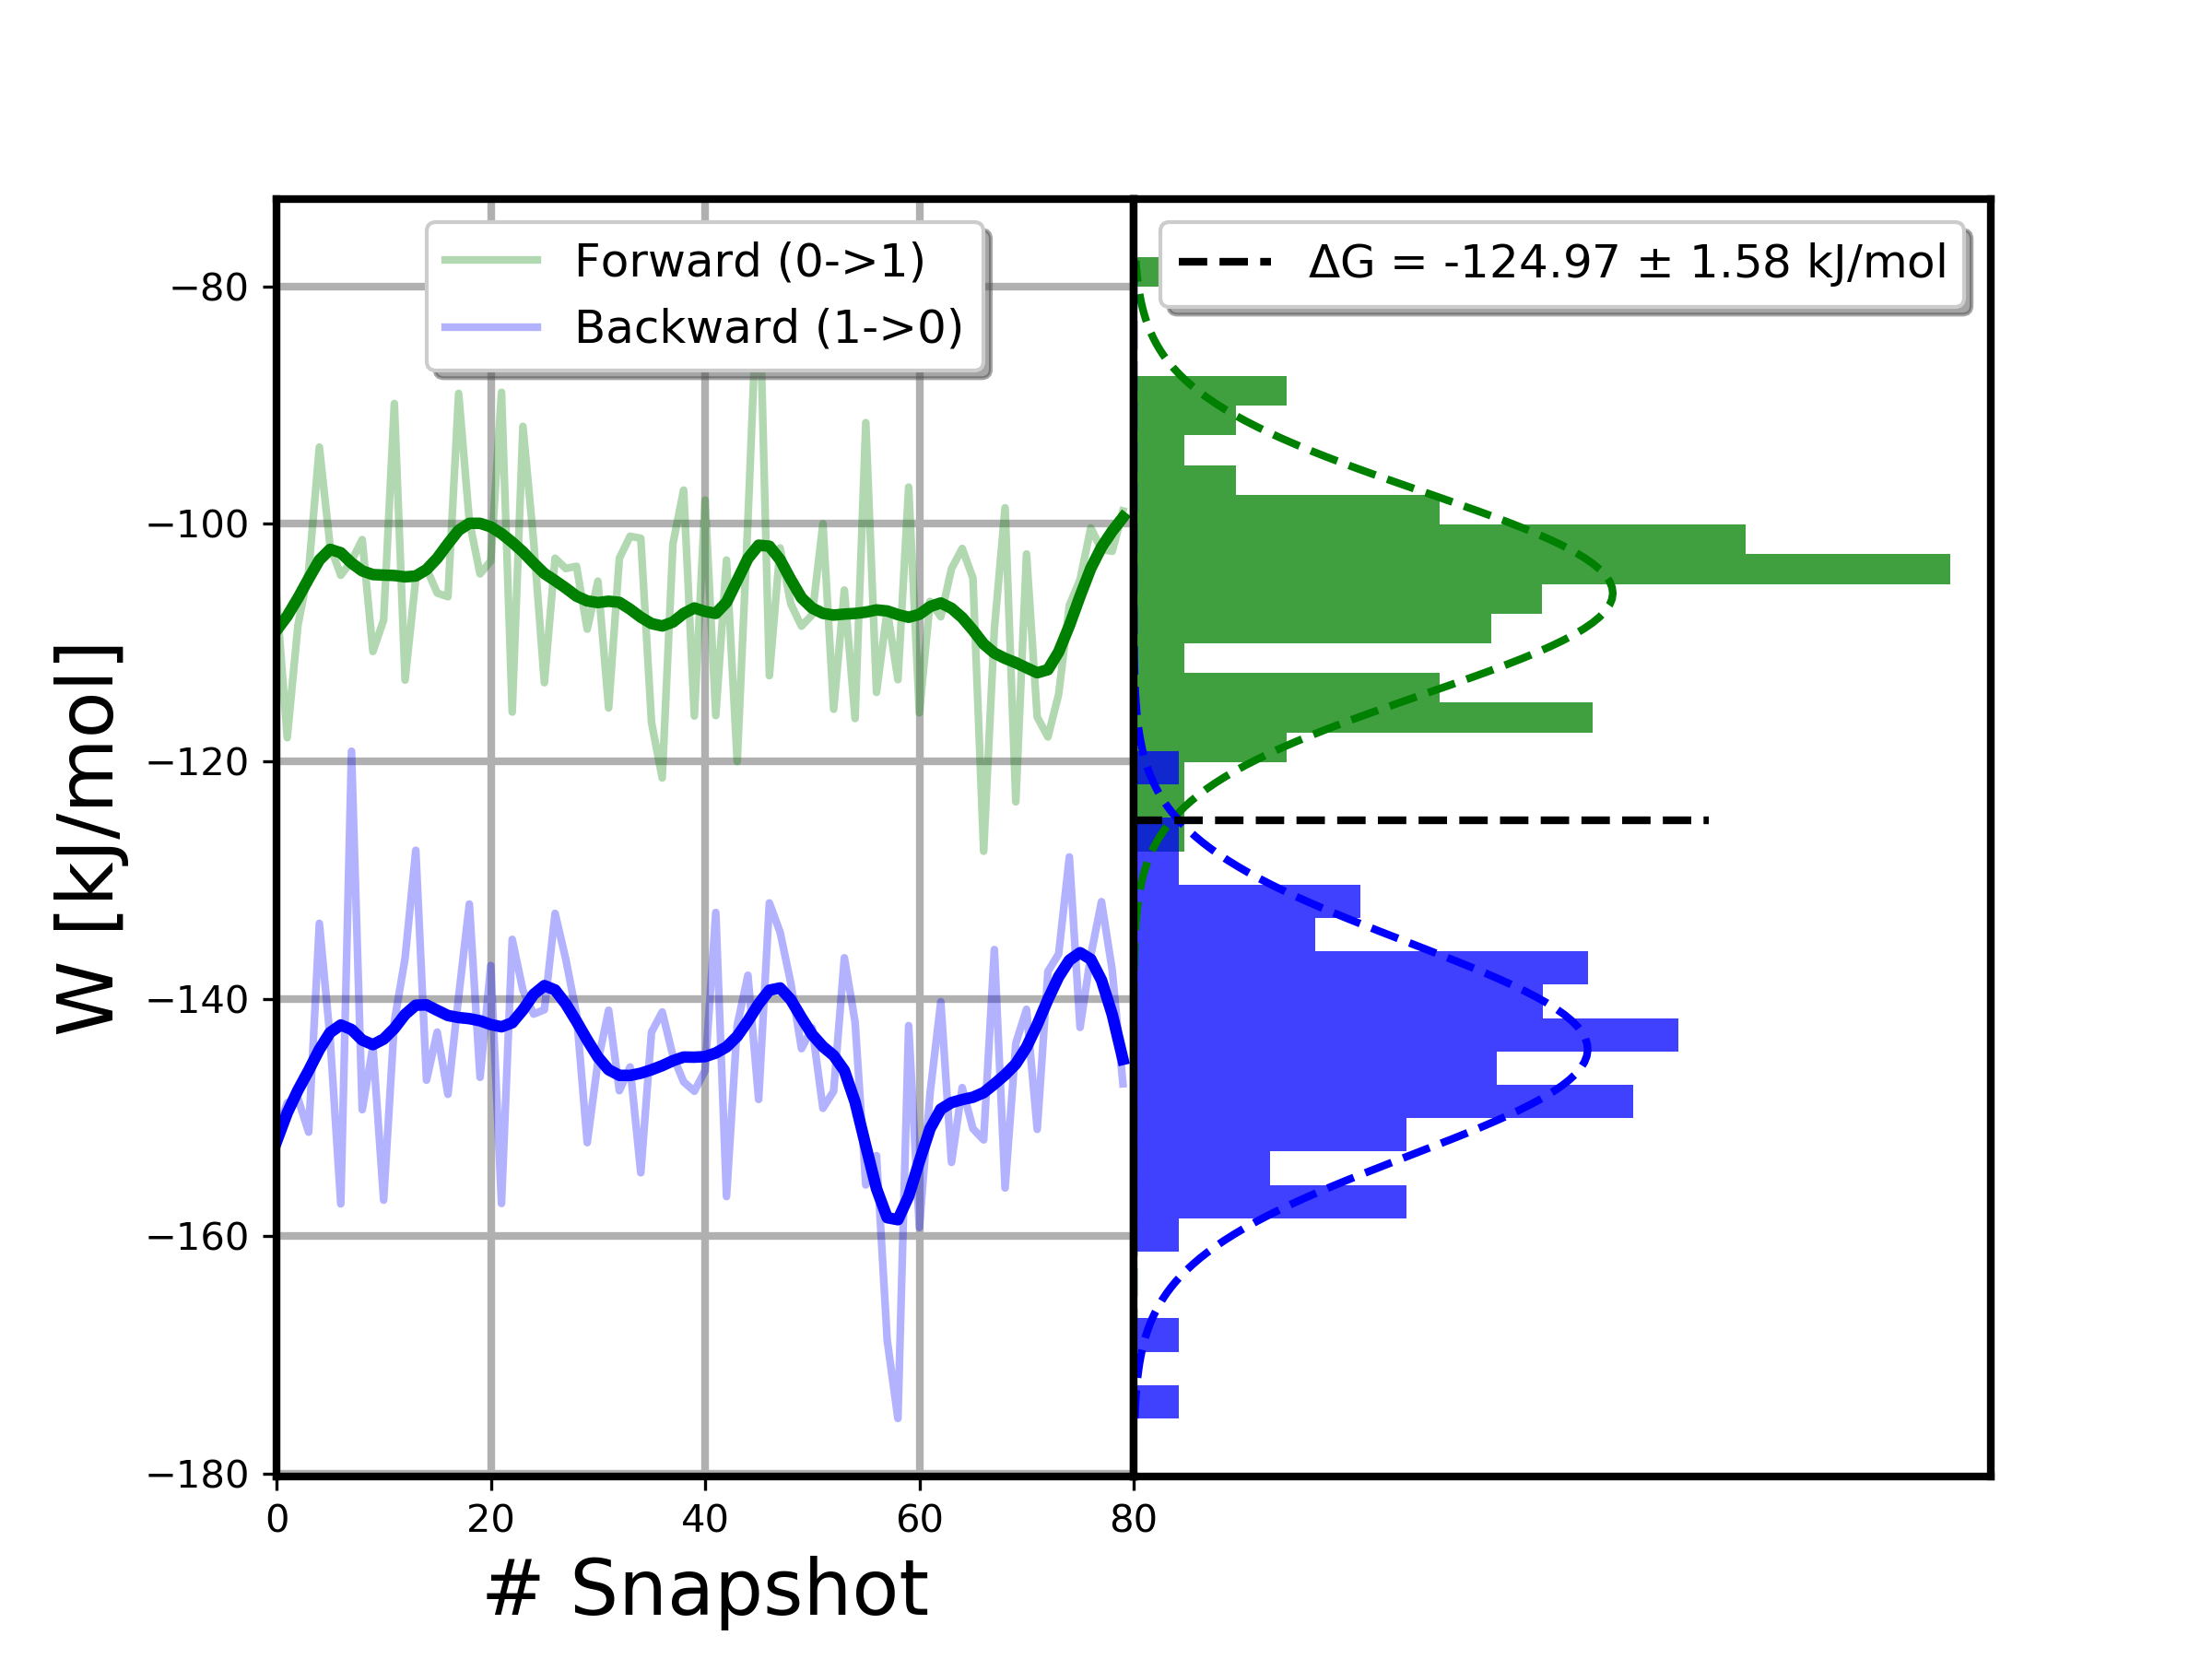 Forward (0->1)
Backward (1->0)
ΔG = -124.97 ± 1.58 kJ/mol
W [kJ/mol]
−80
−100
−120
−140
−160
−180
0 20 40 60 80
# Snapshot